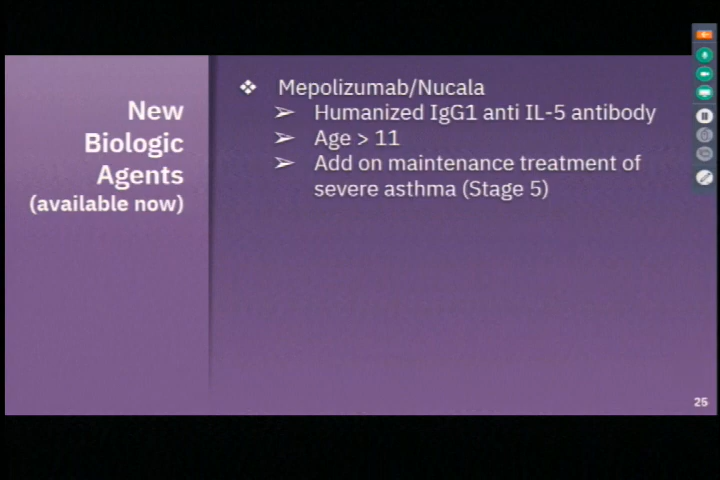 New
Biologic
Agents
(available now)
❖ Mepolizumab/Nucala
➢ Humanized IgG1 anti IL-5 antibody
➢ Age > 11
➢ Add on maintenance treatment of
severe asthma (Stage 5)
25